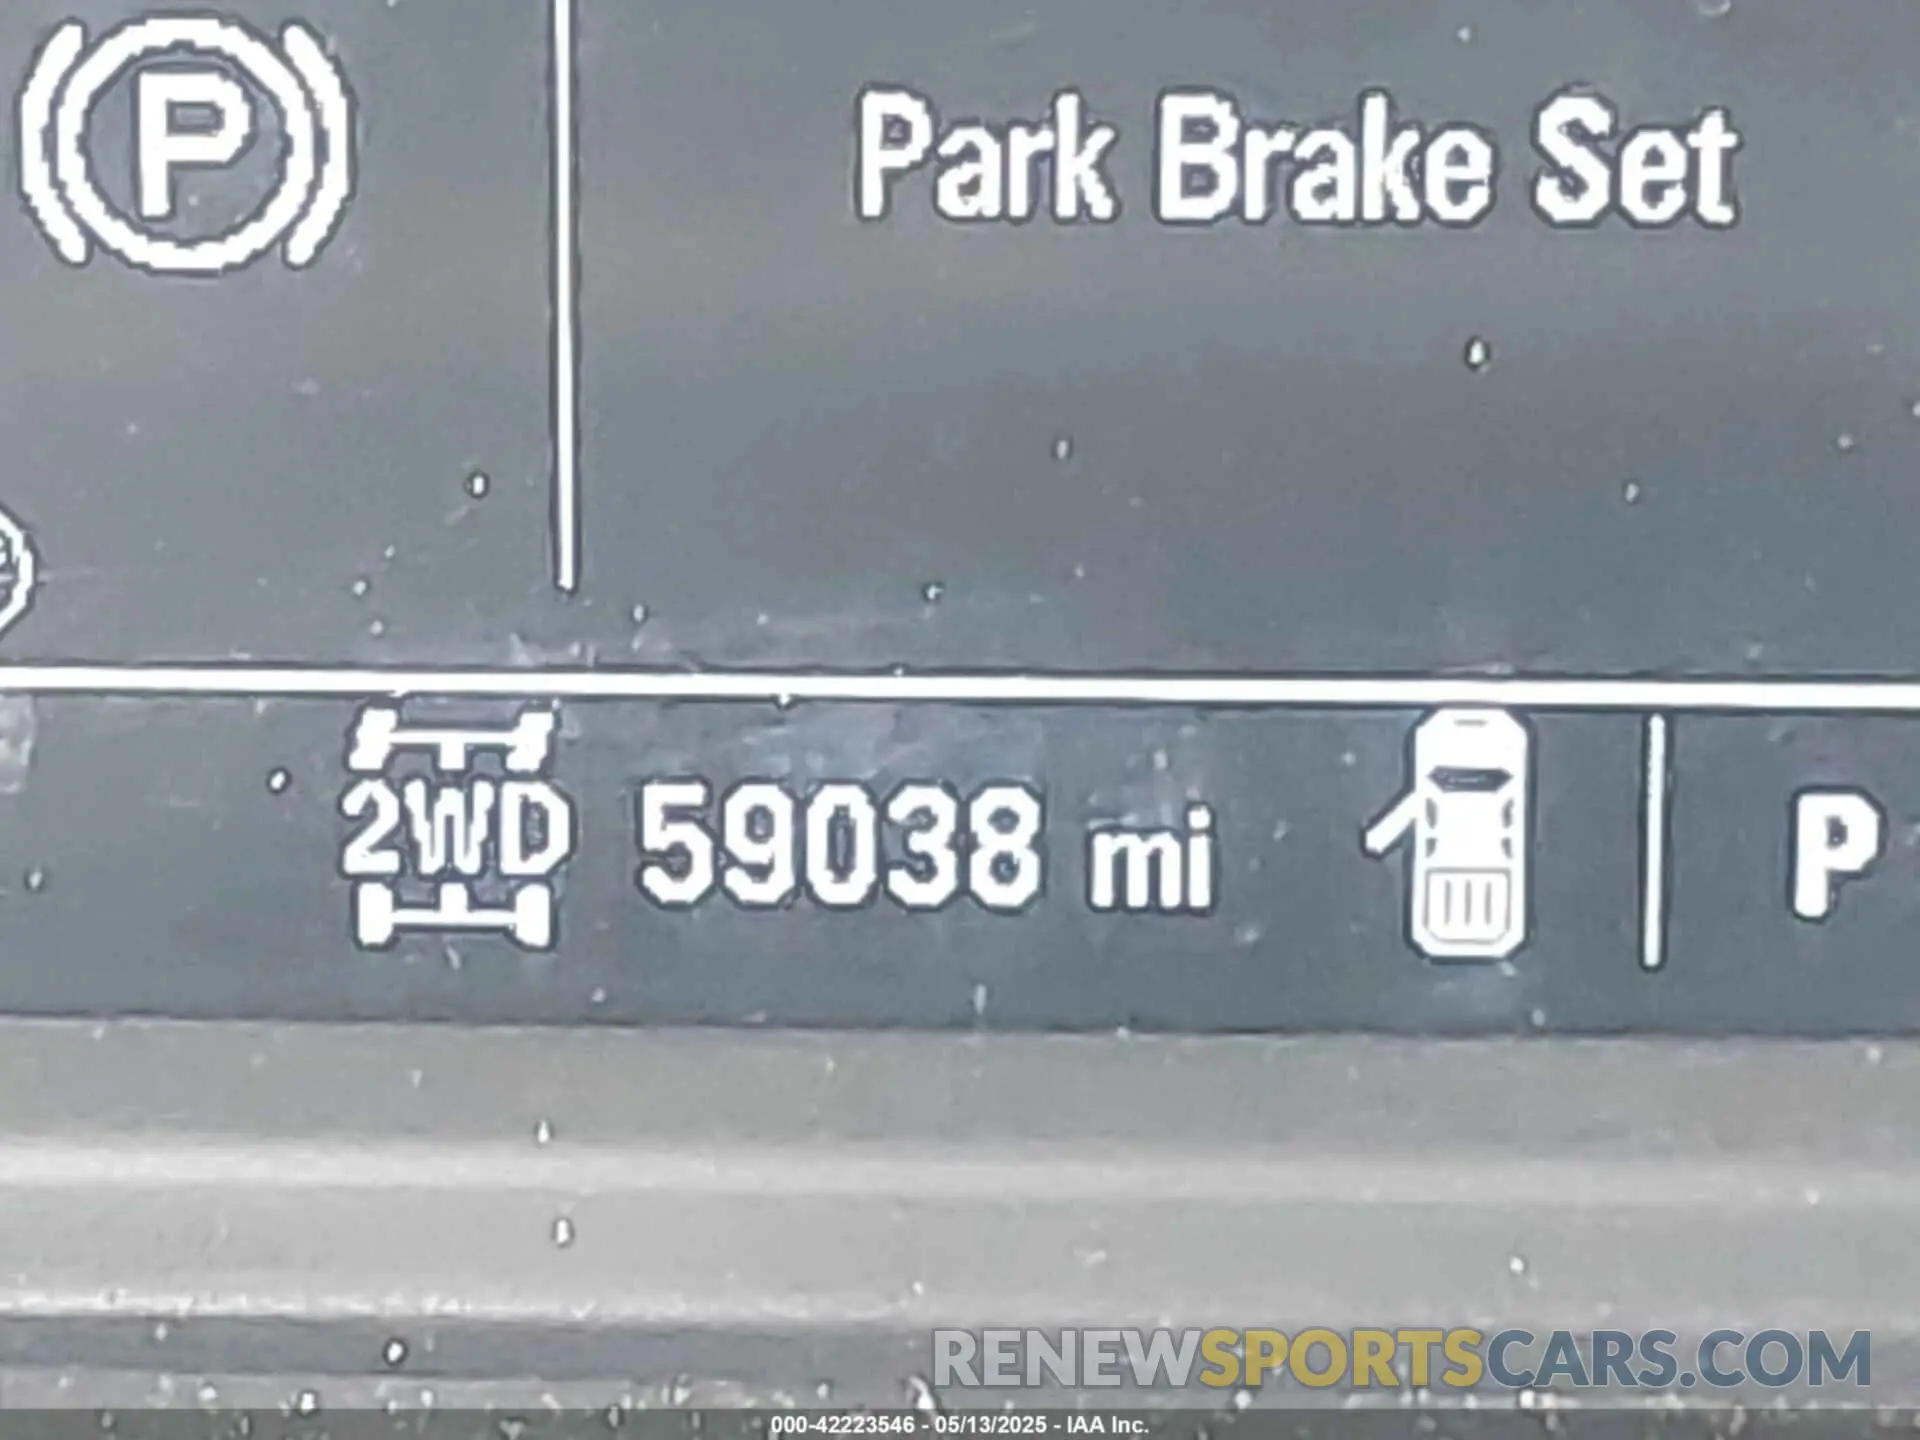 P Park Brake Set
2WD 59038 mi P
RENEWSPORTSCARS.COM
000-42223546 - 05/13/2025 - IAA Inc.